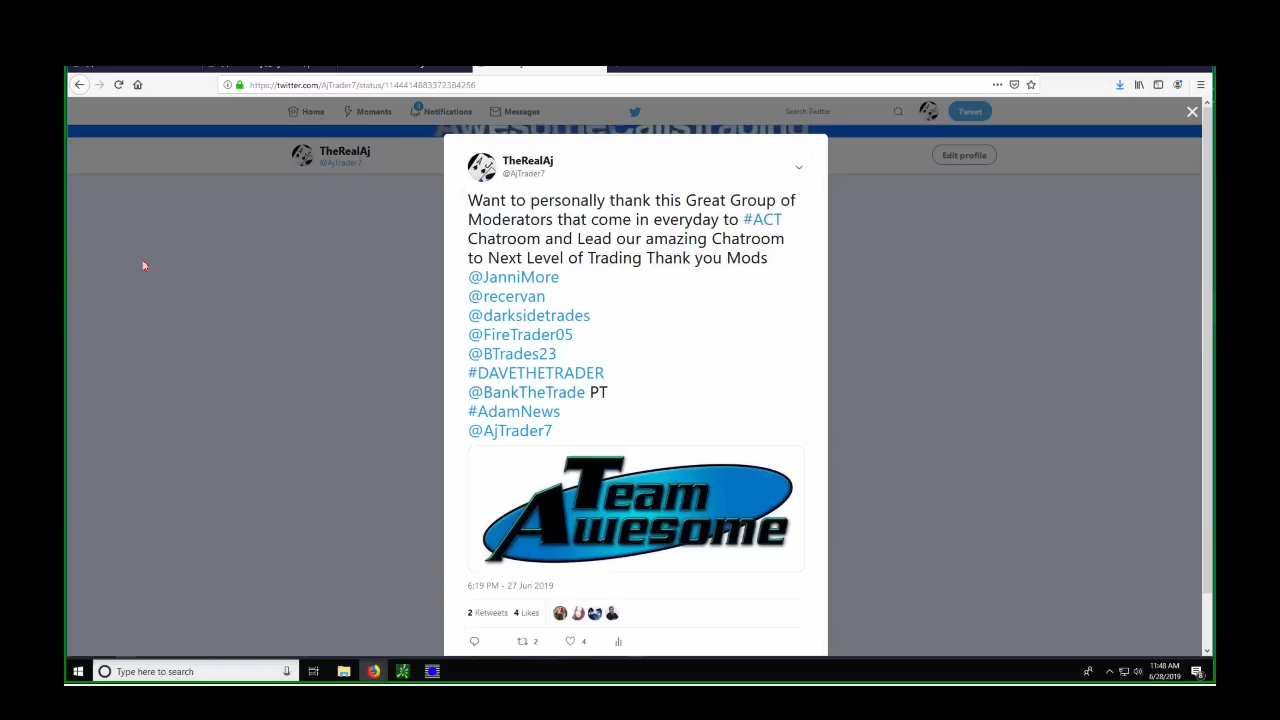 https://twitter.com/AjTrader7/status/1144414883372384256
Home Moments Notifications Messages Search Twitter Tweet
AwesomeCallsTrading
TheRealAj
@AjTrader7
Edit profile
TheRealAj
@AjTrader7
Want to personally thank this Great Group of
Moderators that come in everyday to #ACT
Chatroom and Lead our amazing Chatroom
to Next Level of Trading Thank you Mods
@JanniMore
@recervan
@darksidetrades
@FireTrader05
@BTrades23
#DAVETHETRADER
@BankTheTrade PT
#AdamNews
@AjTrader7
Team
Awesome
6:19 PM - 27 Jun 2019
2 Retweets 4 Likes
2 4
Type here to search
11:48 AM
6/28/2019